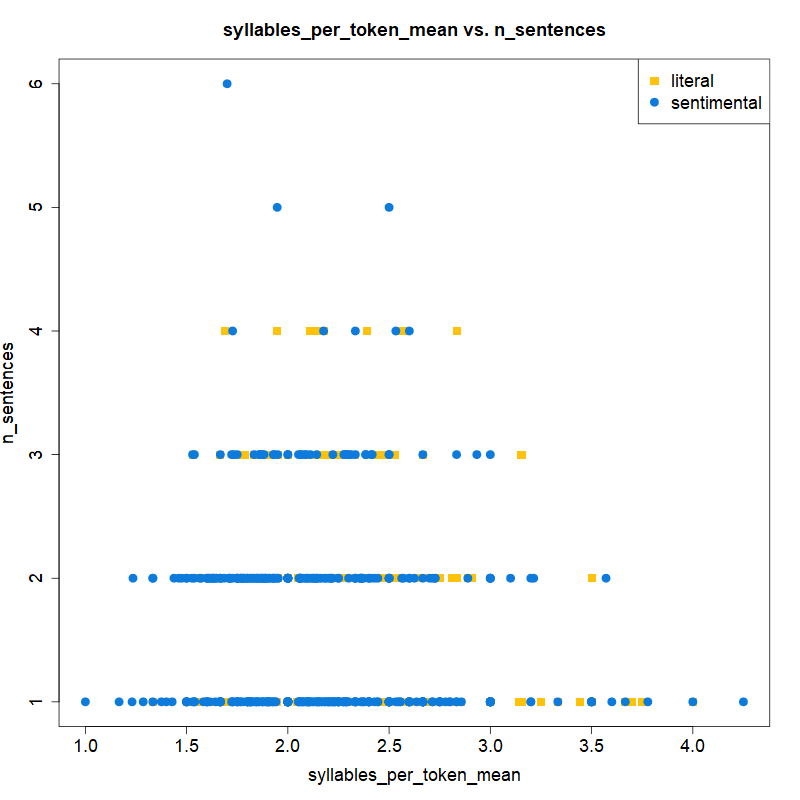 syllables_per_token_mean vs. n_sentences
literal
sentimental
n_sentences
6
5
4
3
2
1
1.0 1.5 2.0 2.5 3.0 3.5 4.0
syllables_per_token_mean